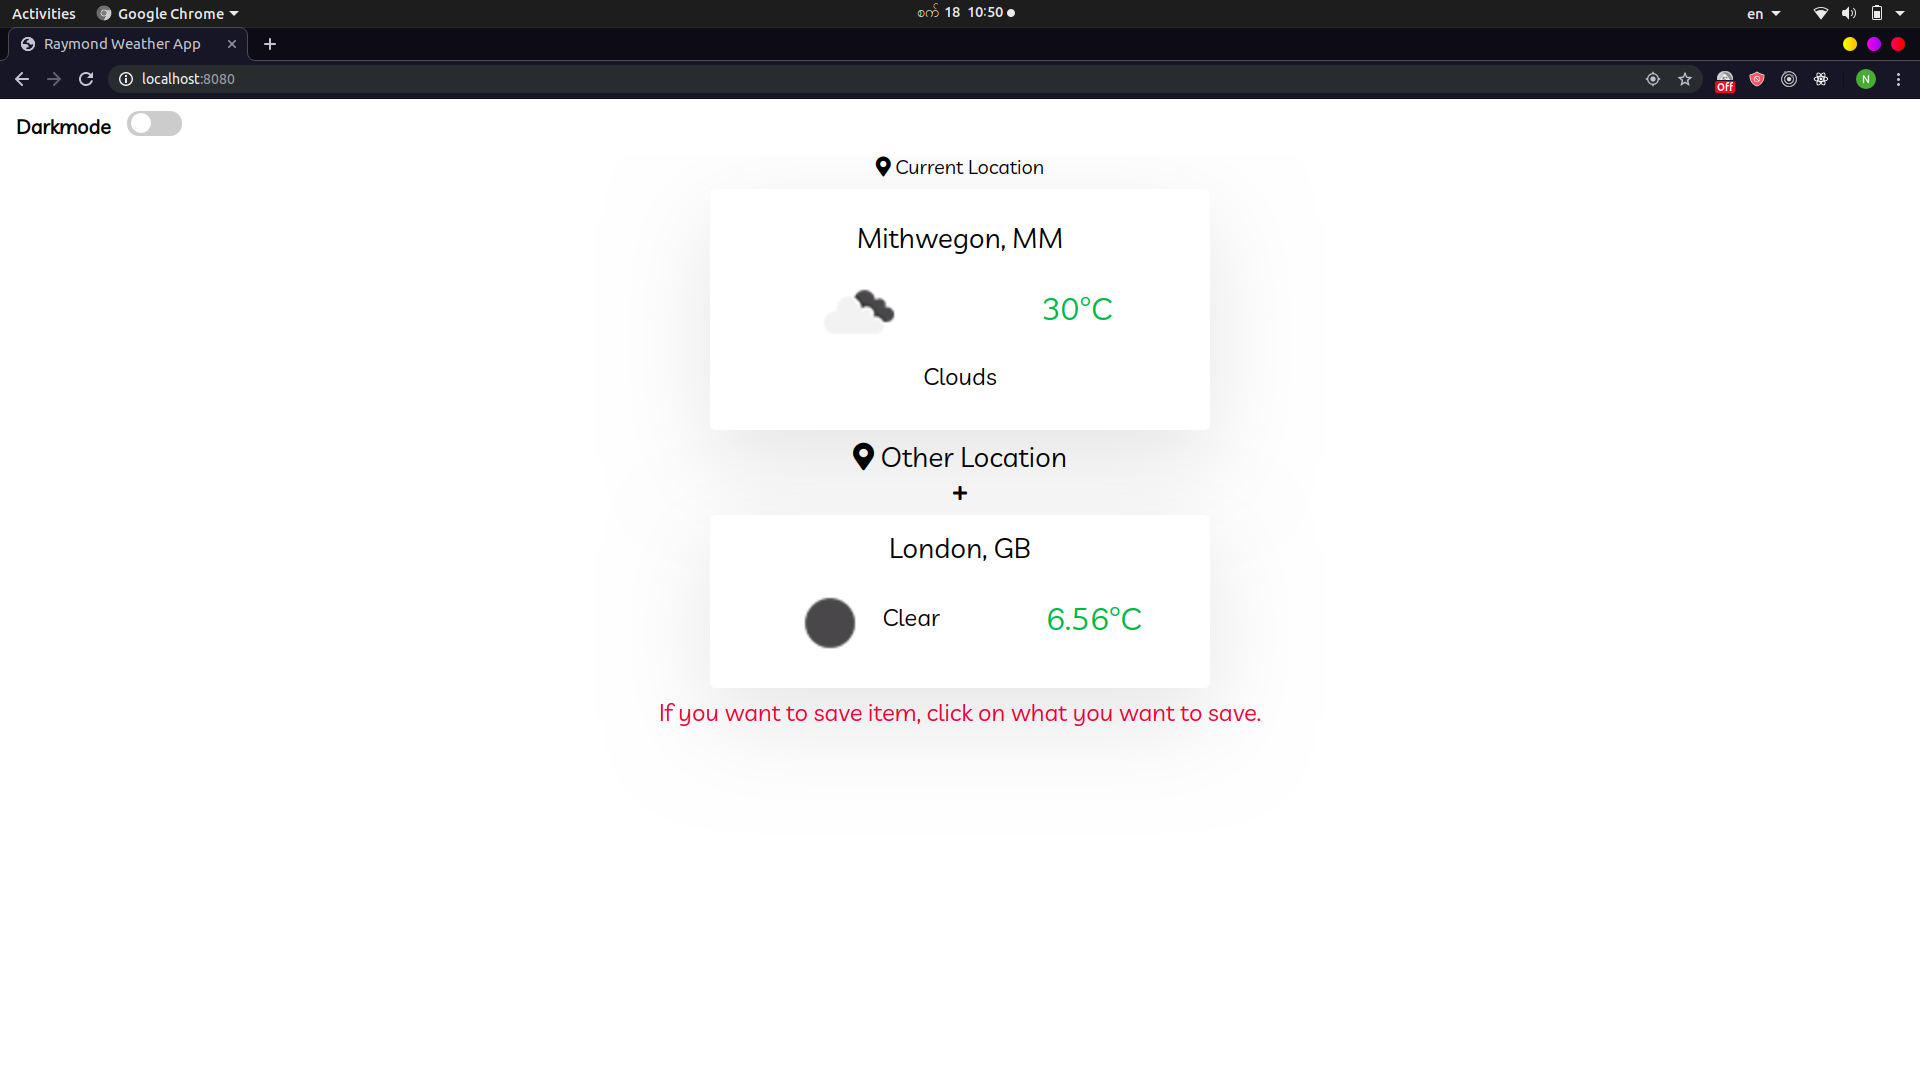 Activities Google Chrome စက် 18 10:50 en
Raymond Weather App
localhost:8080 Off N
Darkmode
Current Location
Mithwegon, MM
30°C
Clouds
Other Location
+
London, GB
Clear 6.56°C
If you want to save item, click on what you want to save.